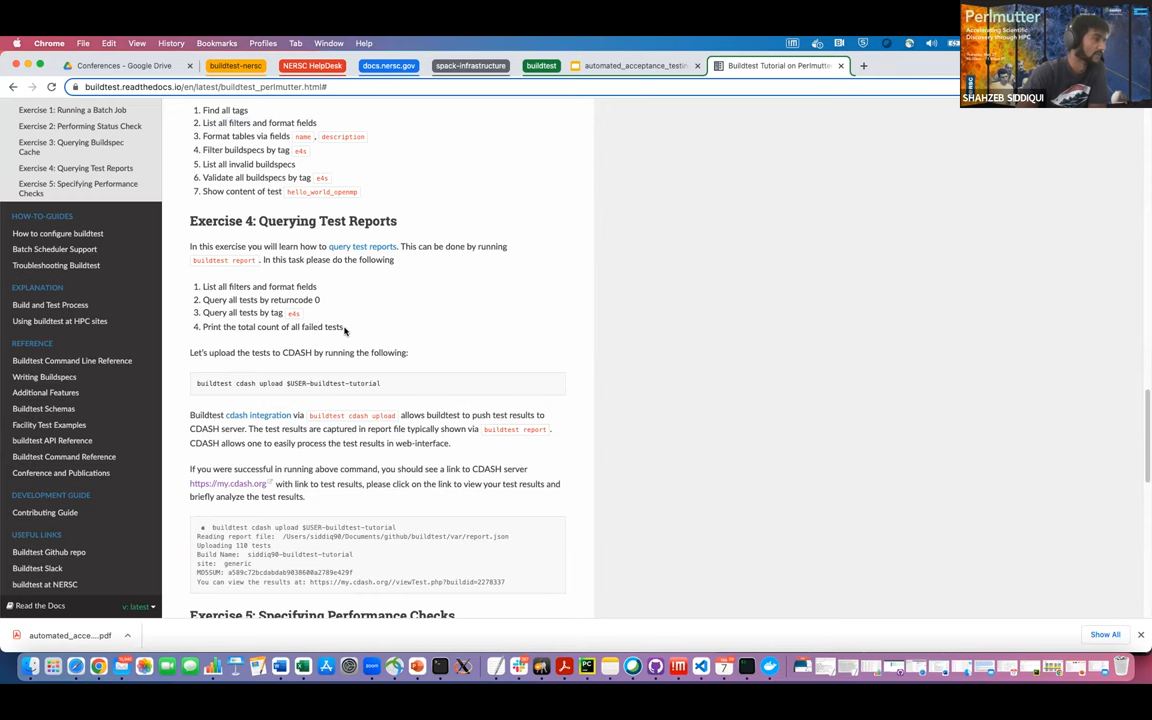 Chrome File Edit View History Bookmarks Profiles Tab Window Help
Conferences - Google Drive
buildtest-nersc
NERSC HelpDesk
docs.nersc.gov
spack-infrastructure
buildtest
automated_acceptance_testin
Buildtest Tutorial on Perlmutte
buildtest.readthedocs.io/en/latest/buildtest_perlmutter.html#
Perlmutter
Accelerating Scientific
Discovery through HPC
SHAHZEB SIDDIQUI
Exercise 1: Running a Batch Job
Exercise 2: Performing Status Check
Exercise 3: Querying Buildspec
Cache
Exercise 4: Querying Test Reports
Exercise 5: Specifying Performance
Checks
HOW-TO-GUIDES
How to configure buildtest
Batch Scheduler Support
Troubleshooting Buildtest
EXPLANATION
Build and Test Process
Using buildtest at HPC sites
REFERENCE
Buildtest Command Line Reference
Writing Buildspecs
Additional Features
Buildtest Schemas
Facility Test Examples
buildtest API Reference
Buildtest Command Reference
Conference and Publications
DEVELOPMENT GUIDE
Contributing Guide
USEFUL LINKS
Buildtest Github repo
Buildtest Slack
buildtest at NERSC
Read the Docs
v: latest
1. Find all tags
2. List all filters and format fields
3. Format tables via fields name , description
4. Filter buildspecs by tag e4s
5. List all invalid buildspecs
6. Validate all buildspecs by tag e4s
7. Show content of test hello_world_openmp
Exercise 4: Querying Test Reports
In this exercise you will learn how to query test reports. This can be done by running
buildtest report . In this task please do the following
1. List all filters and format fields
2. Query all tests by returncode 0
3. Query all tests by tag e4s
4. Print the total count of all failed tests
Let's upload the tests to CDASH by running the following:
buildtest cdash upload $USER-buildtest-tutorial
Buildtest cdash integration via buildtest cdash upload allows buildtest to push test results to
CDASH server. The test results are captured in report file typically shown via buildtest report .
CDASH allows one to easily process the test results in web-interface.
If you were successful in running above command, you should see a link to CDASH server
https://my.cdash.org with link to test results, please click on the link to view your test results and
briefly analyze the test results.
buildtest cdash upload $USER-buildtest-tutorial
Reading report file: /Users/siddiq90/Documents/github/buildtest/var/report.json
Uploading 110 tests
Build Name: siddiq90-buildtest-tutorial
site: generic
MD5SUM: a589c72bcdabdab9038600a2789e429f
You can view the results at: https://my.cdash.org//viewTest.php?buildid=2278337
Exercise 5: Specifying Performance Checks
automated_acce....pdf
Show All